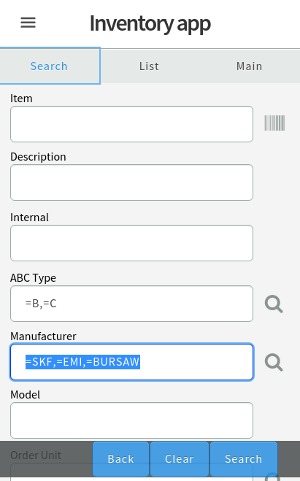 Inventory app
Search List Main
Item
Description
Internal
ABC Type
=B,=C
Manufacturer
=SKF,=EMI,=BURSAW
Model
Order Unit
Back Clear Search